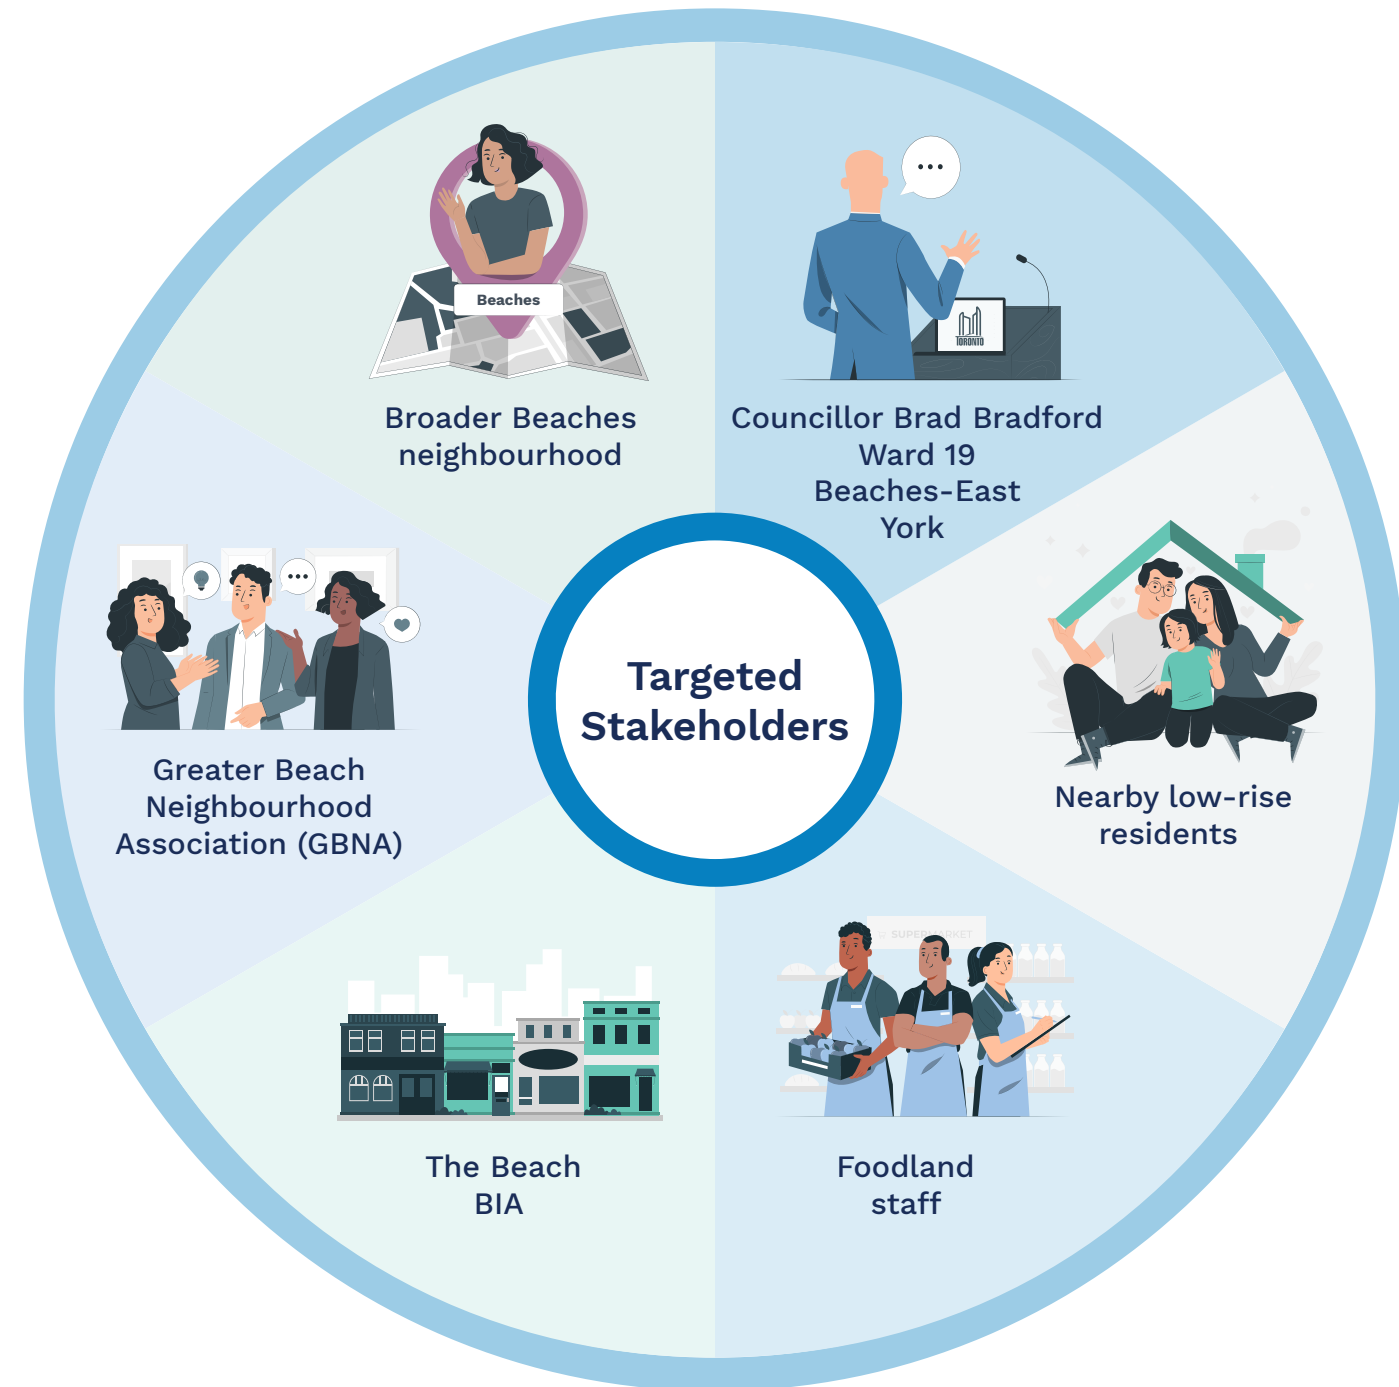 Beaches
Broader Beaches
neighbourhood
TORONTO
Councillor Brad Bradford
Ward 19
Beaches-East
York
Targeted
Stakeholders
Greater Beach
Neighbourhood
Association (GBNA)
Nearby low-rise
residents
SUPERMARKET
The Beach
BIA
Foodland
staff